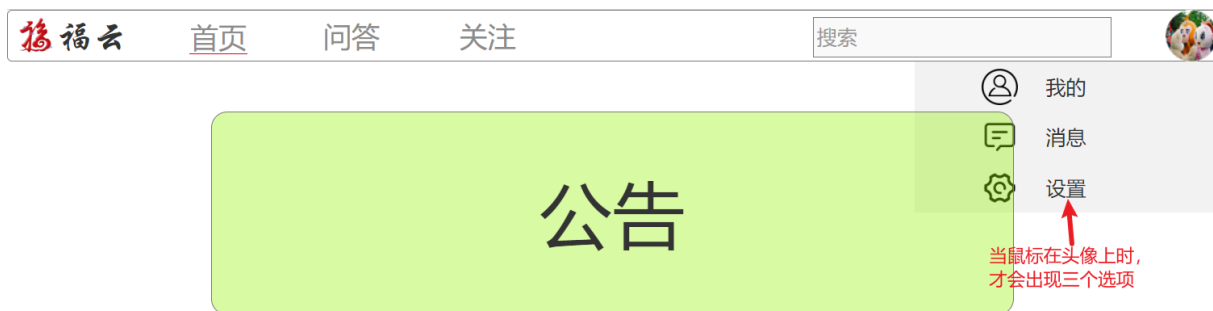 福 福云 首页 问答 关注 搜索
我的
消息
设置
公告
当鼠标在头像上时，
才会出现三个选项